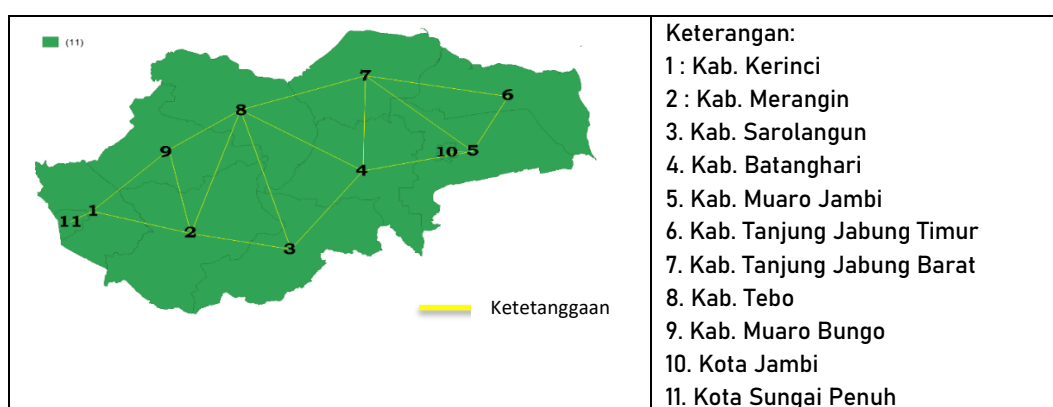 (11)
7
6
8
10 5
9
4
1
11
2
3
Ketetanggaan
Keterangan:
1 : Kab. Kerinci
2 : Kab. Merangin
3. Kab. Sarolangun
4. Kab. Batanghari
5. Kab. Muaro Jambi
6. Kab. Tanjung Jabung Timur
7. Kab. Tanjung Jabung Barat
8. Kab. Tebo
9. Kab. Muaro Bungo
10. Kota Jambi
11. Kota Sungai Penuh